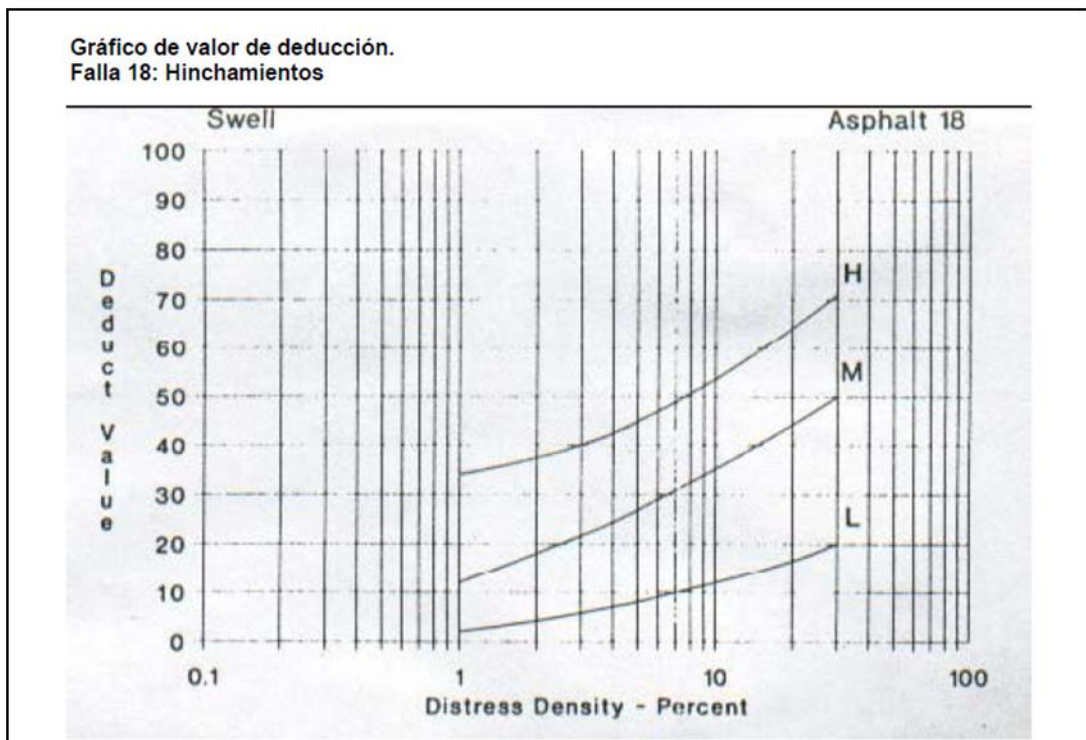 Gráfico de valor de deducción.
Falla 18: Hinchamientos
Swell
Asphalt 18
100
90
80
70
60
50
40
30
20
10
0
Deduct Value
H
M
L
0.1
1
10
100
Distress Density - Percent